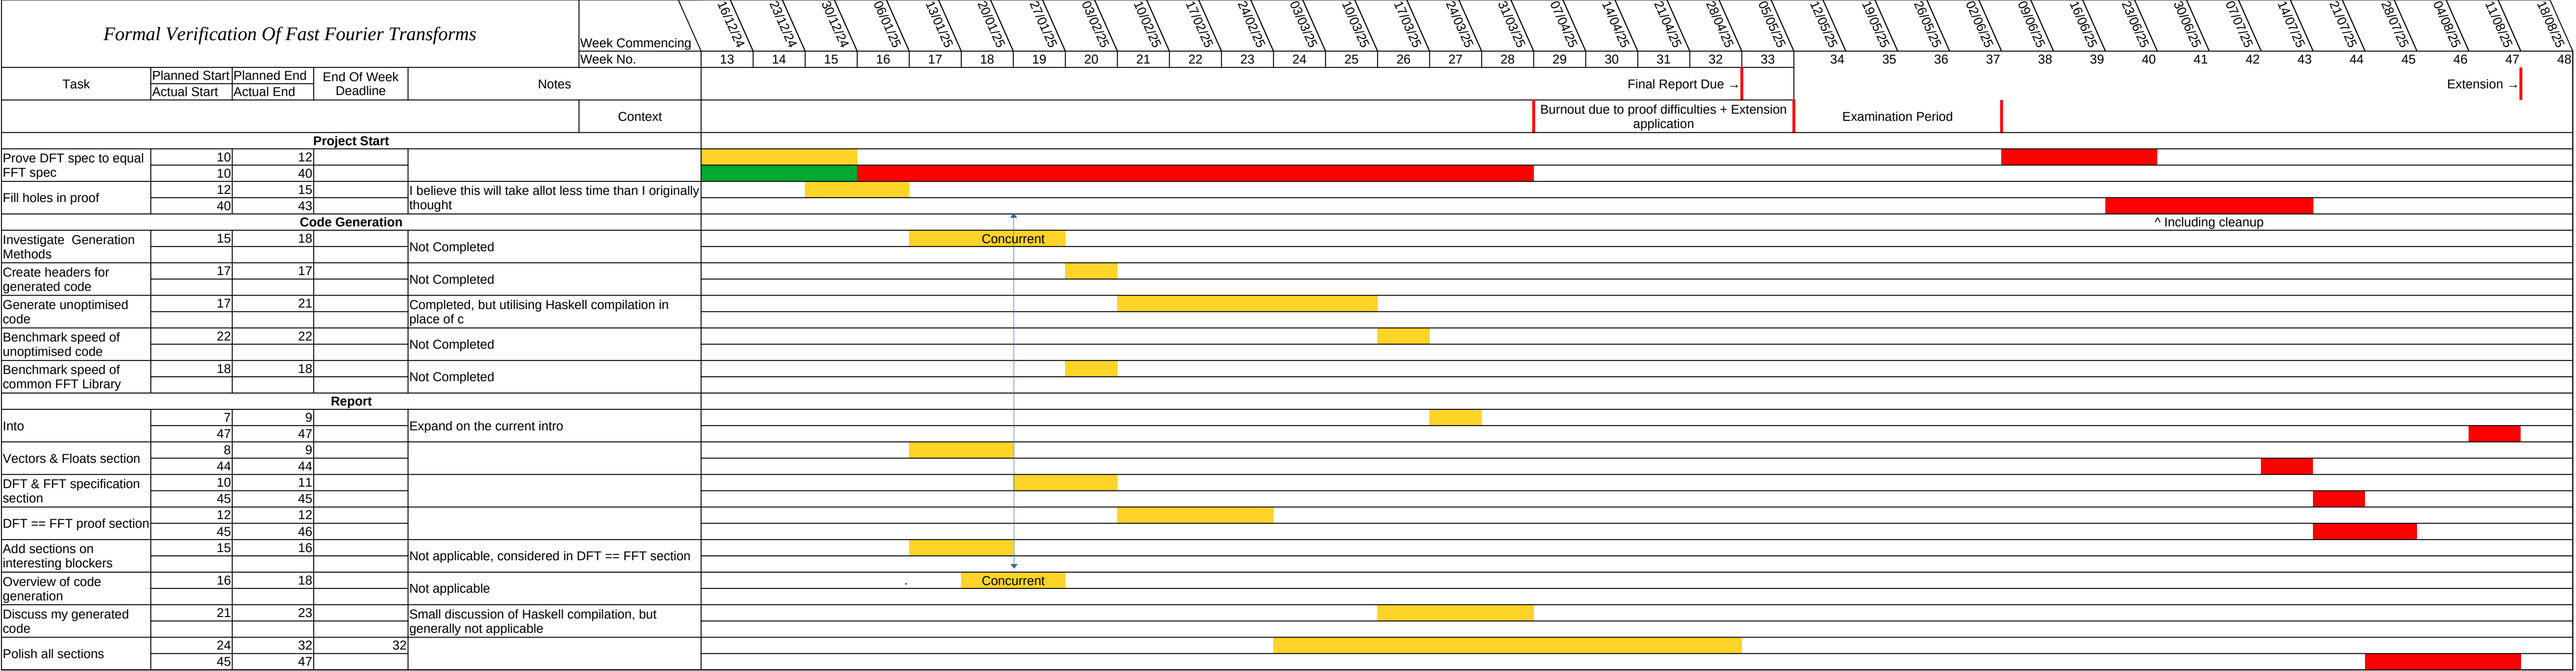 Formal Verification Of Fast Fourier Transforms
Week Commencing
16/12/24 23/12/24 30/12/24 06/01/25 13/01/25 20/01/25 27/01/25 03/02/25 10/02/25 17/02/25 24/02/25 03/03/25 10/03/25 17/03/25 24/03/25 31/03/25 07/04/25 14/04/25 21/04/25 28/04/25 05/05/25 12/05/25 19/05/25 26/05/25 02/06/25 09/06/25 16/06/25 23/06/25 30/06/25 07/07/25 14/07/25 21/07/25 28/07/25 04/08/25 11/08/25 18/08/25
Week No. 13 14 15 16 17 18 19 20 21 22 23 24 25 26 27 28 29 30 31 32 33 34 35 36 37 38 39 40 41 42 43 44 45 46 47 48
Task
Planned Start Planned End
Actual Start Actual End
End Of Week
Deadline
Notes
Final Report Due →
Extension →
Context
Burnout due to proof difficulties + Extension
application
Examination Period
Project Start
Prove DFT spec to equal
FFT spec
10 12
10 40
Fill holes in proof
12 15
40 43
I believe this will take allot less time than I originally
thought
Code Generation
^ Including cleanup
Investigate  Generation
Methods
15 18
Not Completed
Concurrent
Create headers for
generated code
17 17
Not Completed
Generate unoptimised
code
17 21
Completed, but utilising Haskell compilation in
place of c
Benchmark speed of
unoptimised code
22 22
Not Completed
Benchmark speed of
common FFT Library
18 18
Not Completed
Report
Into
7 9
47 47
Expand on the current intro
Vectors & Floats section
8 9
44 44
DFT & FFT specification
section
10 11
45 45
DFT == FFT proof section
12 12
45 46
Add sections on
interesting blockers
15 16
Not applicable, considered in DFT == FFT section
Overview of code
generation
16 18
Not applicable
.
Concurrent
Discuss my generated
code
21 23
Small discussion of Haskell compilation, but
generally not applicable
Polish all sections
24 32 32
45 47